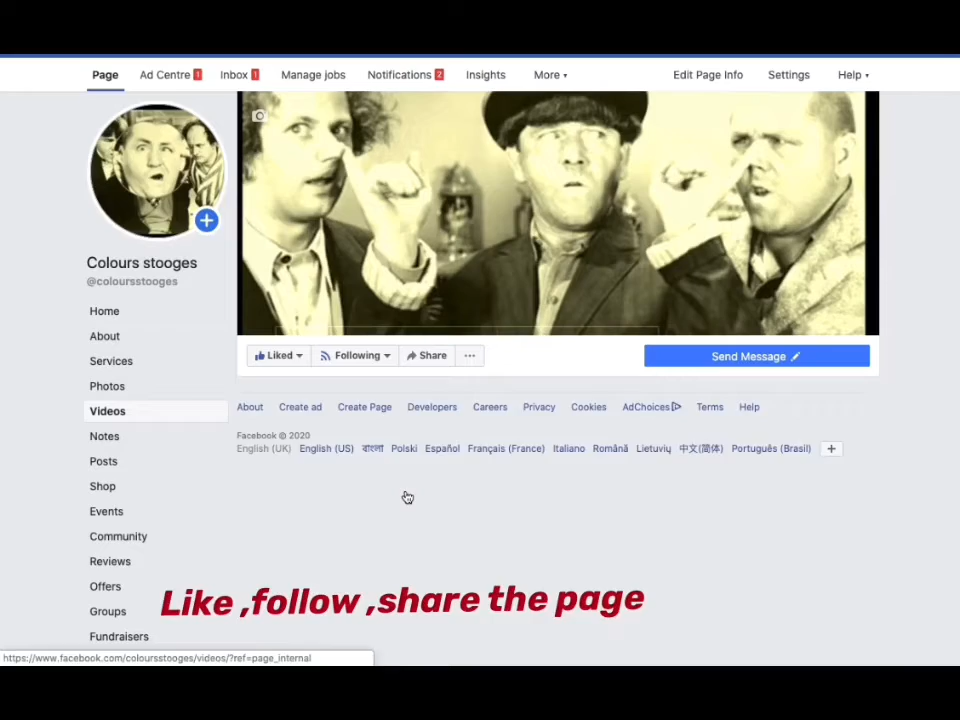 Page Ad Centre 1 Inbox 1 Manage jobs Notifications 2 Insights More Edit Page Info Settings Help
Colours stooges
@coloursstooges
Home
About
Services
Photos
Videos
Notes
Posts
Shop
Events
Community
Reviews
Offers
Groups
Fundraisers
Liked Following Share ... Send Message
About Create ad Create Page Developers Careers Privacy Cookies AdChoices Terms Help
Facebook © 2020
English (UK) English (US) বাংলা Polski Español Français (France) Italiano Română Lietuvių 中文(简体) Português (Brasil) +
Like ,follow ,share the page
https://www.facebook.com/coloursstooges/videos/?ref=page_internal